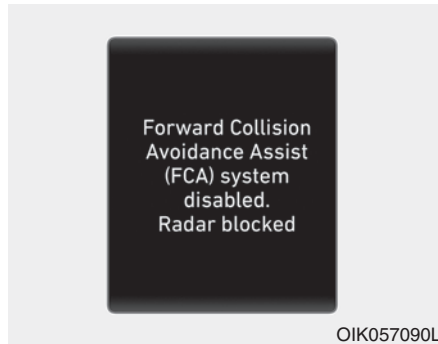 Forward Collision
Avoidance Assist
(FCA) system
disabled.
Radar blocked
OIK057090L